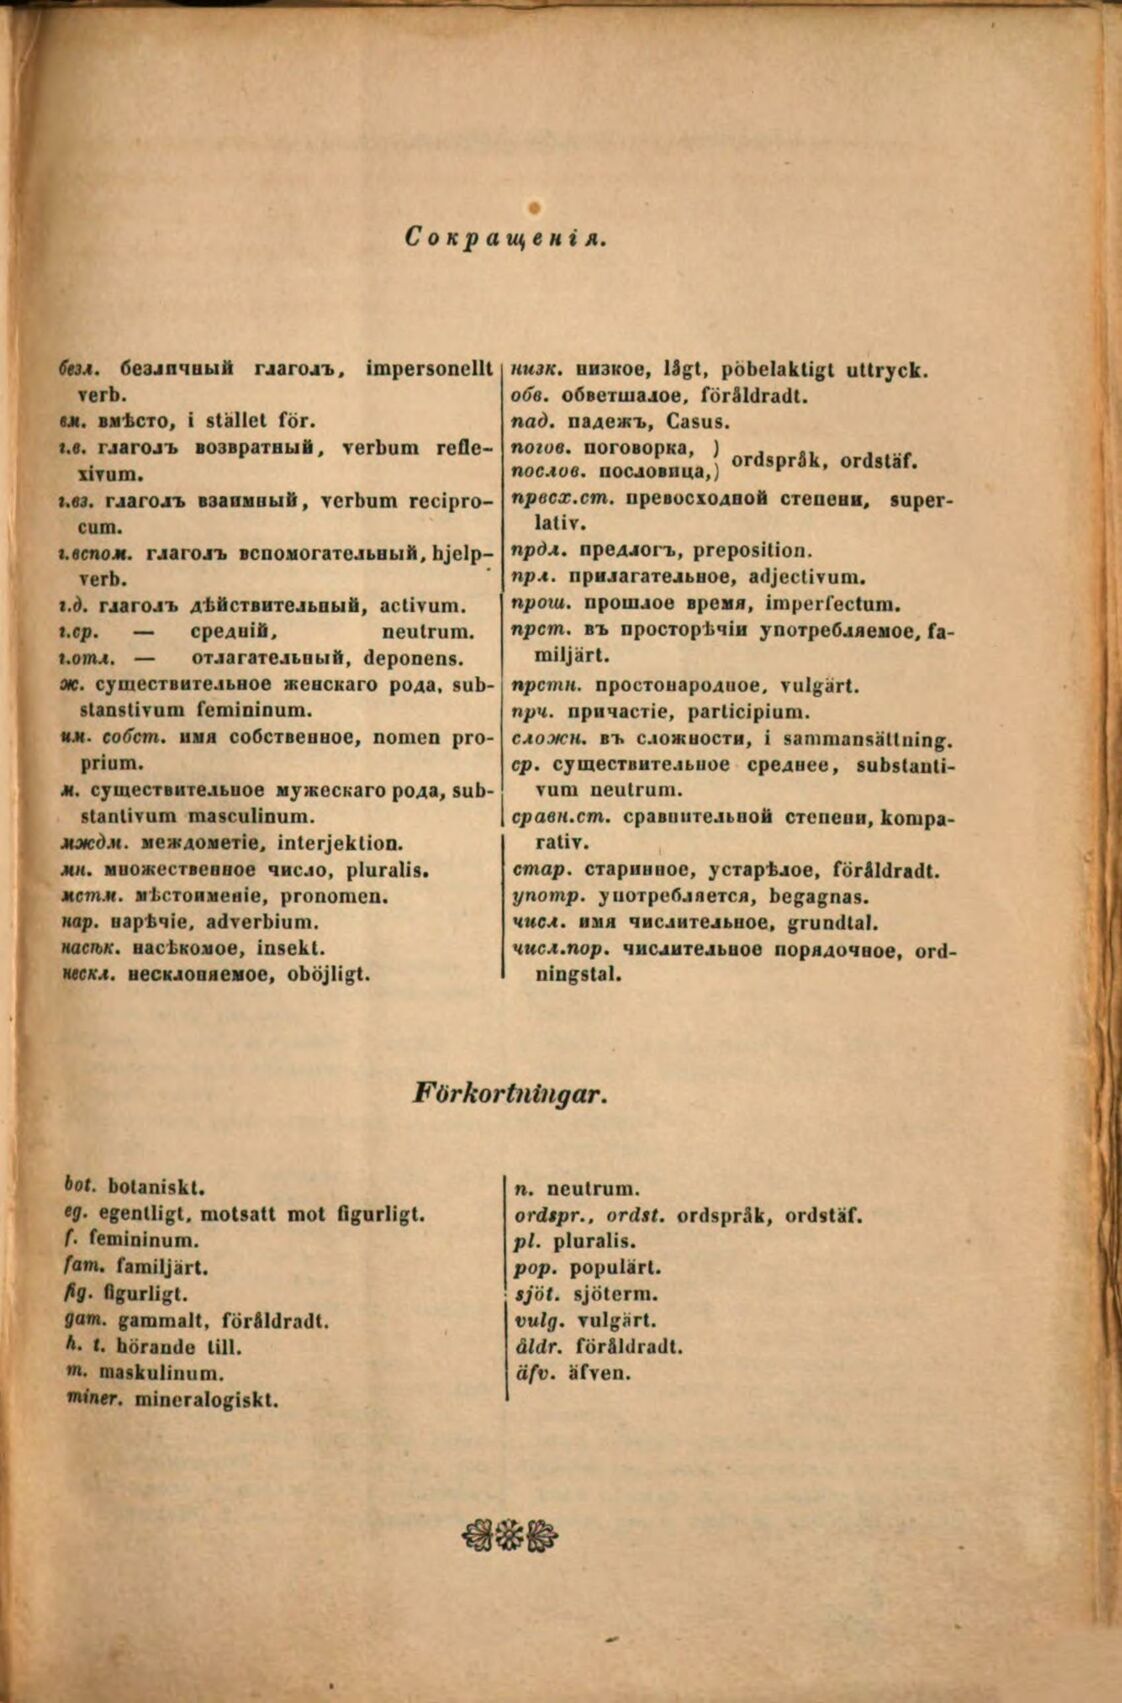 Сокращенія.
безл. безличный глаголъ, impersonellt
verb.
вм. вмѣсто, i stället för.
г.в. глаголъ возвратный, verbum refle-
xivum.
г.вз. глаголъ взаимный, verbum recipro-
cum.
г.вспом. глаголъ вспомогательный, hjelp-
verb.
г.д. глаголъ дѣйствительный, activum.
г.ср. — средній, neutrum.
г.отл. — отлагательный, deponens.
ж. существительное женскаго рода, sub-
stanstivum femininum.
им. собст. имя собственное, nomen pro-
prium.
м. существительное мужескаго рода, sub-
stantivum masculinum.
мждм. междометіе, interjektion.
мн. множественное число, pluralis.
мстм. мѣстоименіе, pronomen.
нар. нарѣчіе, adverbium.
насѣк. насѣкомое, insekt.
нескл. несклоняемое, oböjligt.
низк. низкое, lågt, pöbelaktigt uttryck.
обв. обветшалое, föråldradt.
пад. падежъ, Casus.
погов. поговорка, )
послов. пословица,) ordspråk, ordstäf.
првсх.ст. превосходной степени, super-
lativ.
прдл. предлогъ, preposition.
прл. прилагательное, adjectivum.
прош. прошлое время, imperfectum.
прст. въ просторѣчіи употребляемое, fa-
miljärt.
прстн. простонародное, vulgärt.
прч. причастіе, participium.
сложн. въ сложности, i sammansättning.
ср. существительное среднее, substanti-
vum neutrum.
сравн.ст. сравнительной степени, kompa-
rativ.
стар. старинное, устарѣлое, föråldradt.
употр. употребляется, begagnas.
числ. имя числительное, grundtal.
числ.пор. числительное порядочное, ord-
ningstal.
Förkortningar.
bot. botaniskt.
eg. egentligt, motsatt mot figurligt.
f. femininum.
fam. familjärt.
fig. figurligt.
gam. gammalt, föråldradt.
h. t. hörande till.
m. maskulinum.
miner. mineralogiskt.
n. neutrum.
ordspr., ordst. ordspråk, ordstäf.
pl. pluralis.
pop. populärt.
sjöt. sjöterm.
vulg. vulgärt.
åldr. föråldradt.
äfv. äfven.